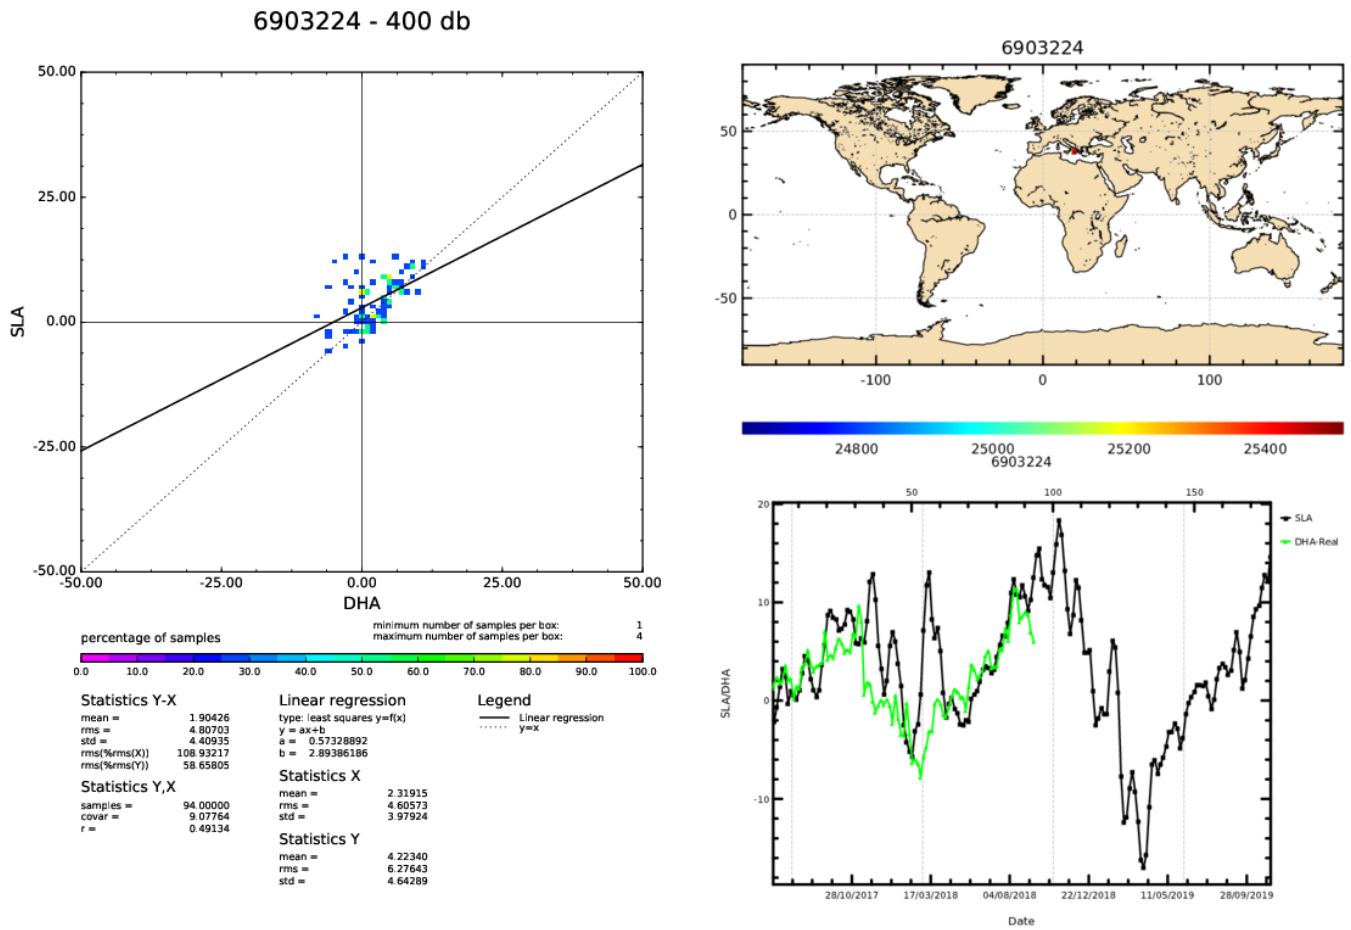 6903224 - 400 db
50.00
25.00
0.00
-25.00
-50.00
SLA
-50.00 -25.00 0.00 25.00 50.00
DHA
minimum number of samples per box: 1
maximum number of samples per box: 4
percentage of samples
0.0 10.0 20.0 30.0 40.0 50.0 60.0 70.0 80.0 90.0 100.0
Statistics Y-X
mean = 1.90426
rms = 4.80703
std = 4.40935
rms(%rms(X)) 108.93217
rms(%rms(Y)) 58.65805
Statistics Y,X
samples = 94.00000
covar = 9.07764
r = 0.49134
Linear regression
type: least squares y=f(x)
y = ax+b
a = 0.57328892
b = 2.89386186
Statistics X
mean = 2.31915
rms = 4.60573
std = 3.97924
Statistics Y
mean = 4.22340
rms = 6.27643
std = 4.64289
Legend
Linear regression
y=x
6903224
50
0
-50
-100 0 100
24800 25000 25200 25400
6903224
50 100 150
20
10
0
-10
SLA/DHA
SLA
DHA-Real
28/10/2017 17/03/2018 04/08/2018 22/12/2018 11/05/2019 28/09/2019
Date